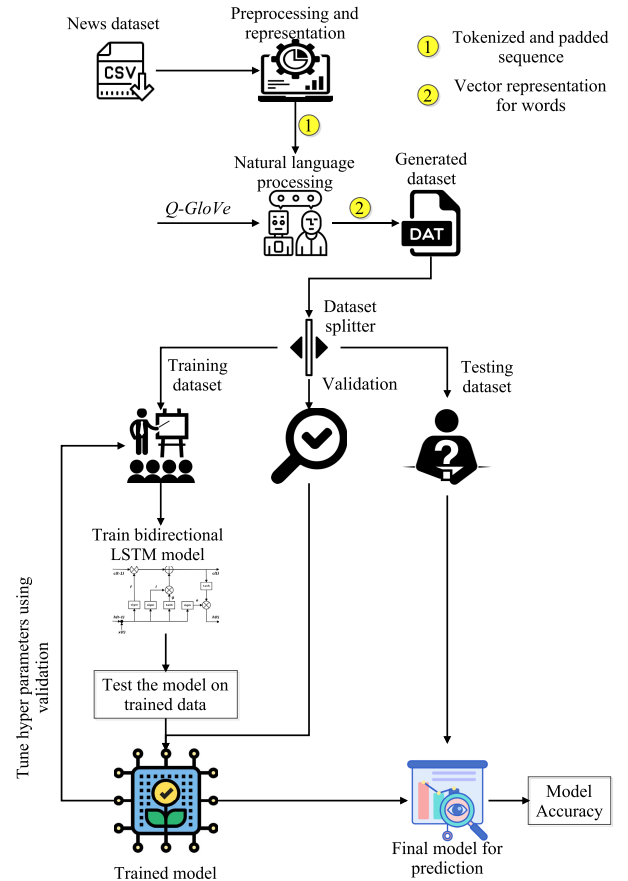 News dataset
Preprocessing and
representation
CSV
1
Tokenized and padded
sequence
2
Vector representation
for words
1
Natural language
processing
Generated
dataset
Q-GloVe
2
DAT
Dataset
splitter
Training
dataset
Validation
Testing
dataset
?
Train bidirectional
LSTM model
Tune hyper parameters using
validation
Test the model on
trained data
Model
Accuracy
Final model for
prediction
Trained model